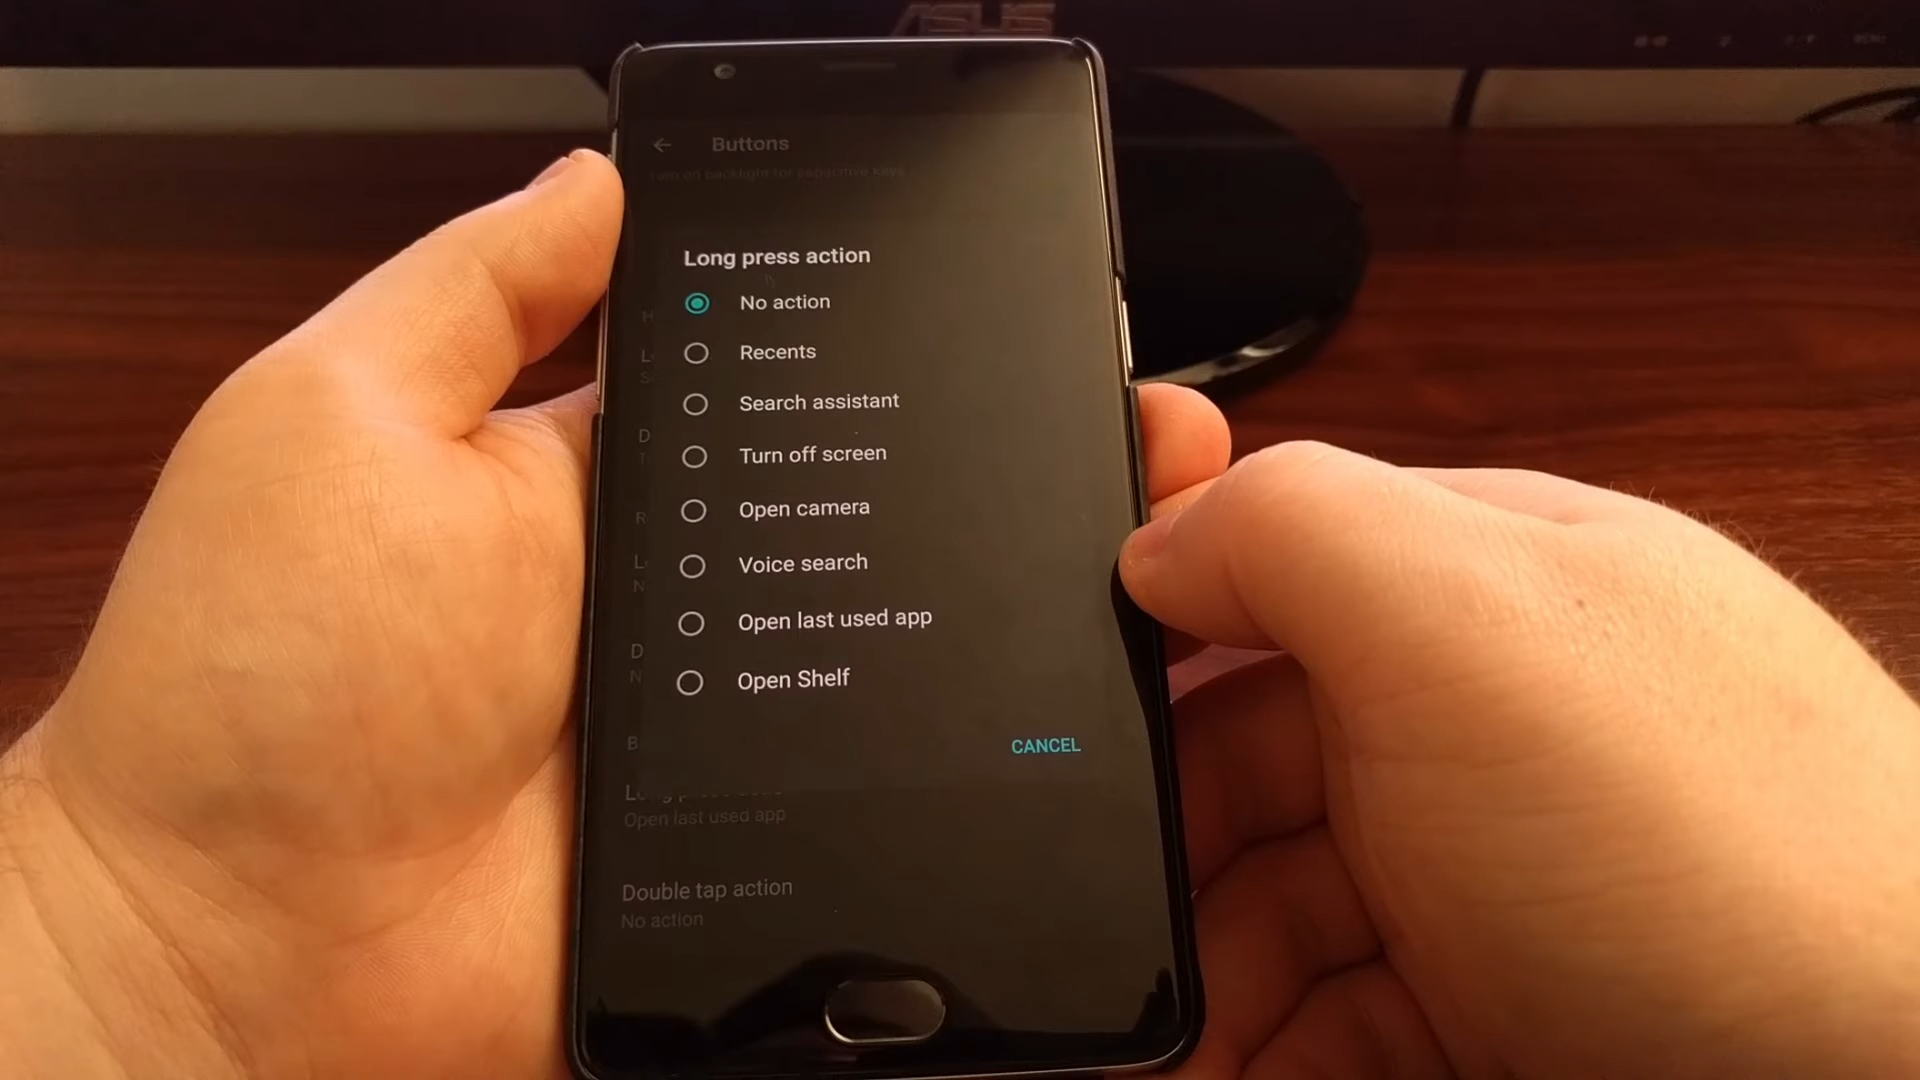 ASUS
Buttons
Turn on backlight for capacitive keys
Long press action
No action
Recents
Search assistant
Turn off screen
Open camera
Voice search
Open last used app
Open Shelf
CANCEL
Open last used app
Double tap action
No action